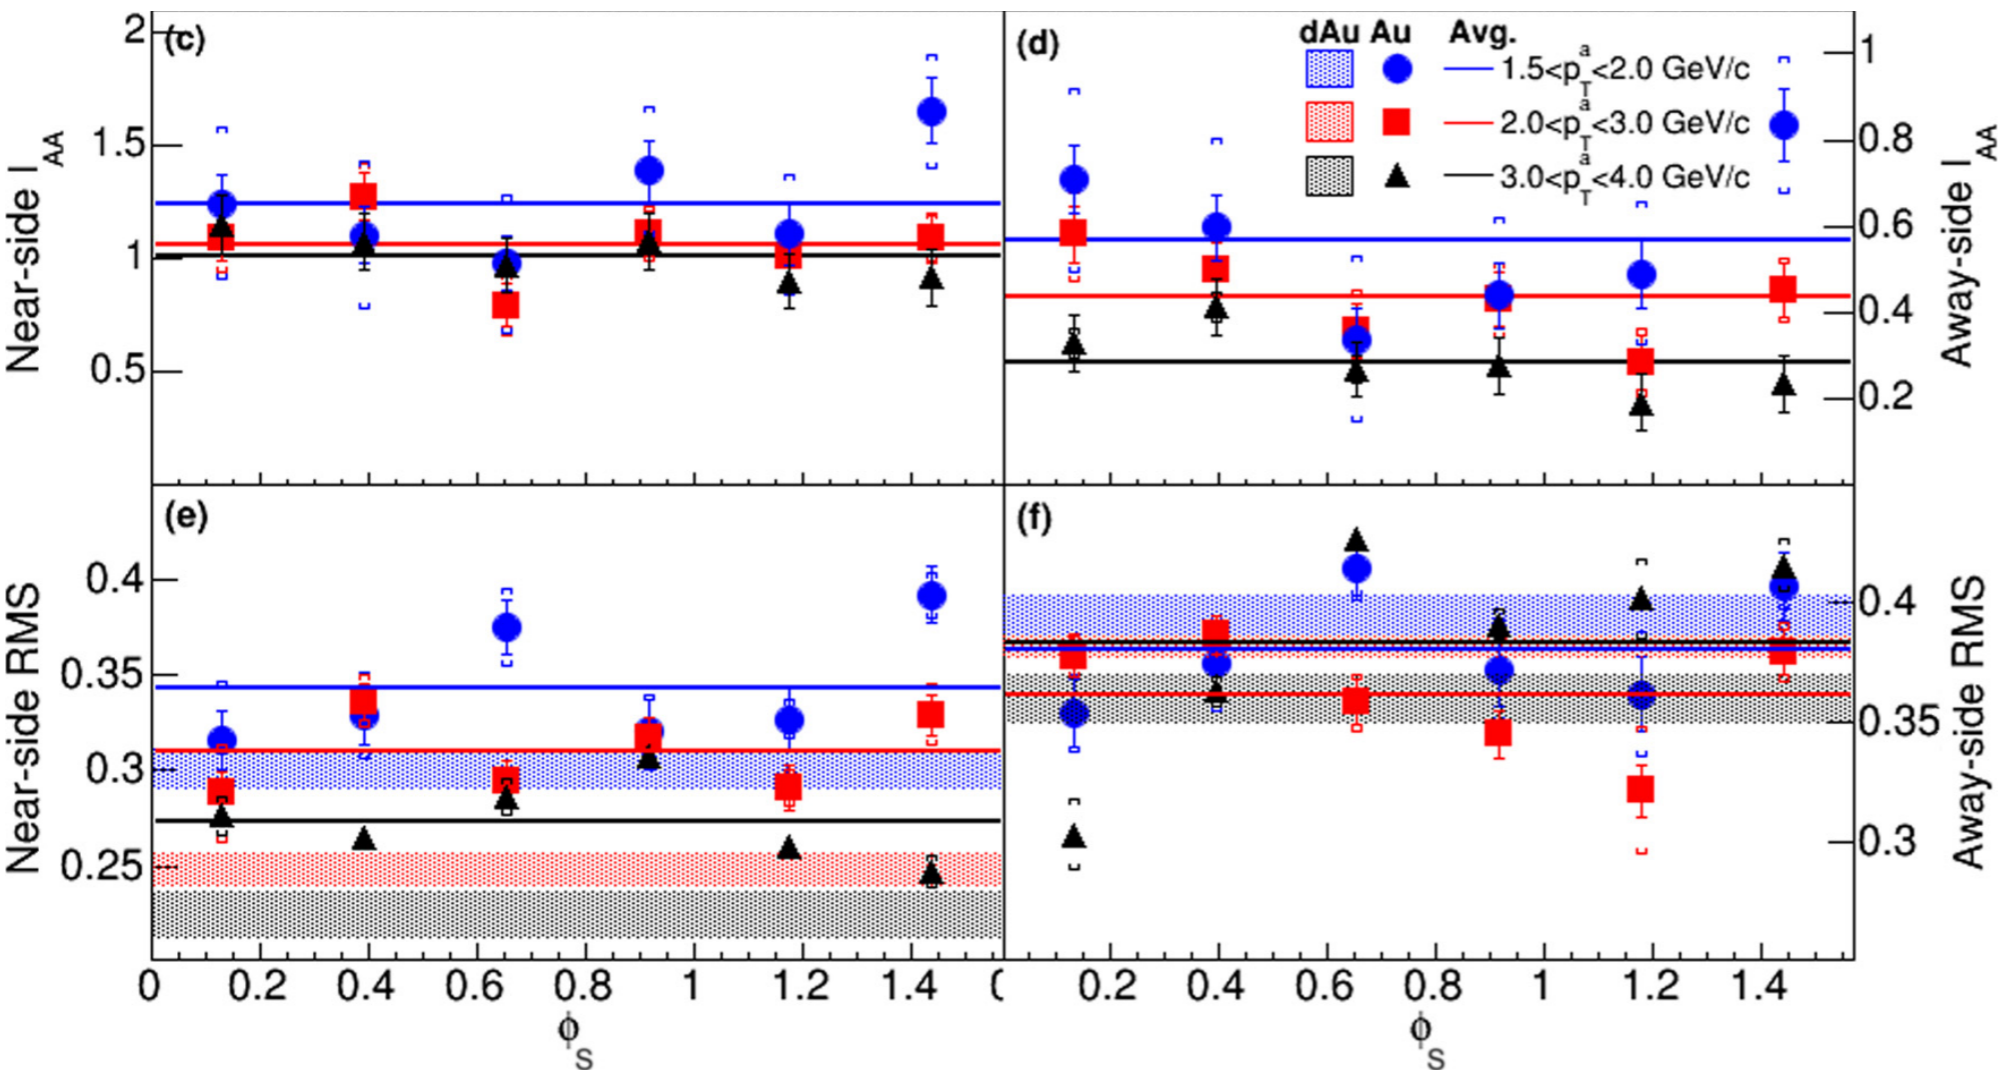 (c)
2
1.5
1
0.5
Near-side I_AA
(d)
dAu Au Avg.
1.5<p_T^a<2.0 GeV/c
2.0<p_T^a<3.0 GeV/c
3.0<p_T^a<4.0 GeV/c
1
0.8
0.6
0.4
0.2
Away-side I_AA
(e)
0.4
0.35
0.3
0.25
Near-side RMS
(f)
0.4
0.35
0.3
Away-side RMS
0 0.2 0.4 0.6 0.8 1 1.2 1.4
ϕ_S
0.2 0.4 0.6 0.8 1 1.2 1.4
ϕ_S